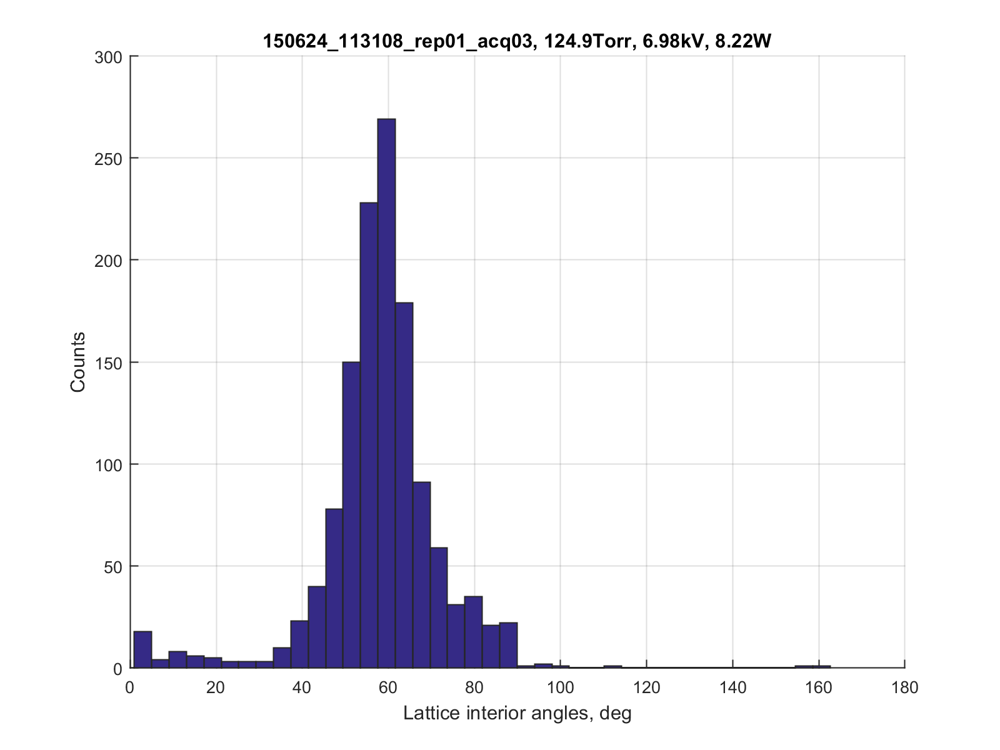 150624_113108_rep01_acq03, 124.9Torr, 6.98kV, 8.22W
300
250
200
150
100
50
0
Counts
0 20 40 60 80 100 120 140 160 180
Lattice interior angles, deg